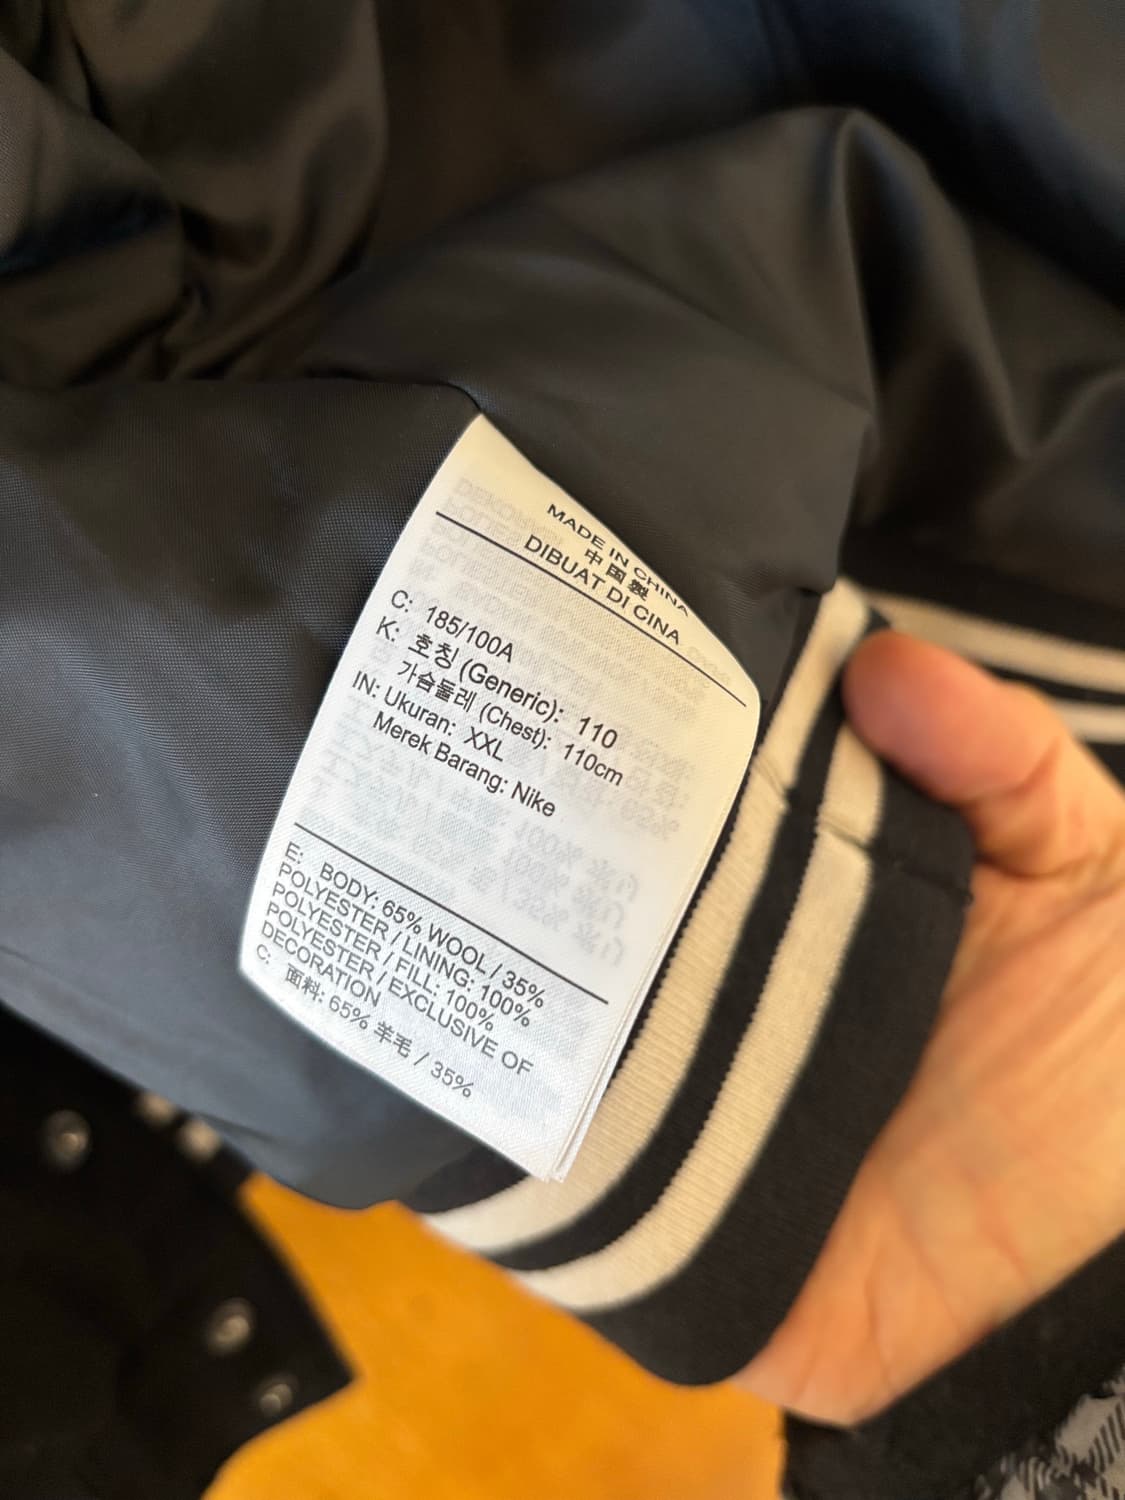 MADE IN CHINA
中国製
DIBUAT DI CINA
C: 185/100A
K: 호칭 (Generic): 110
가슴둘레 (Chest): 110cm
IN: Ukuran: XXL
Merek Barang: Nike
E: BODY: 65% WOOL / 35%
POLYESTER / LINING: 100%
POLYESTER / FILL: 100%
POLYESTER / EXCLUSIVE OF
DECORATION
C: 面料: 65% 羊毛 / 35%